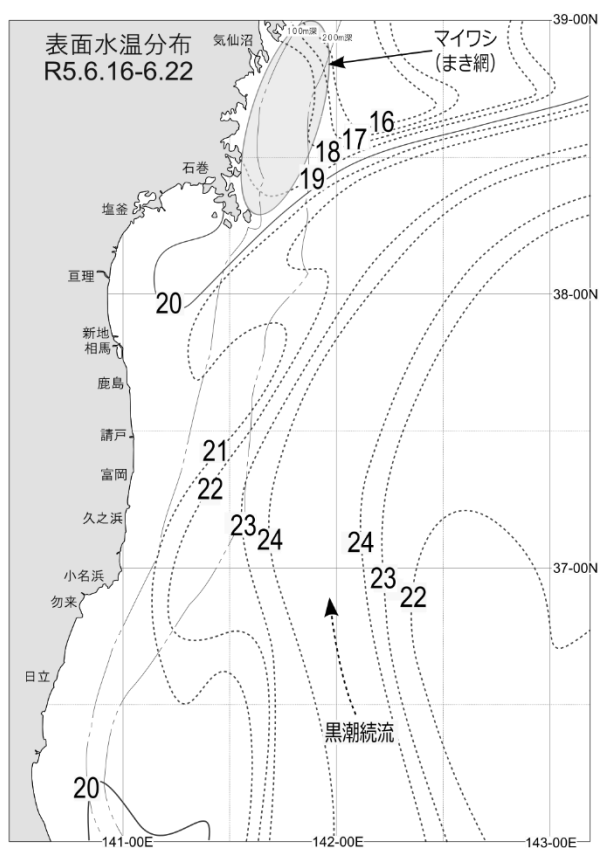 表面水温分布
R5.6.16-6.22
39-00N
気仙沼
100m深
200m深
マイワシ
(まき網)
16
17
18
19
石巻
塩釜
亘理
20
38-00N
新地
相馬
鹿島
請戸
21
富岡
22
久之浜
23
24
24
小名浜
37-00N
23
22
勿来
日立
黒潮続流
20
141-00E
142-00E
143-00E